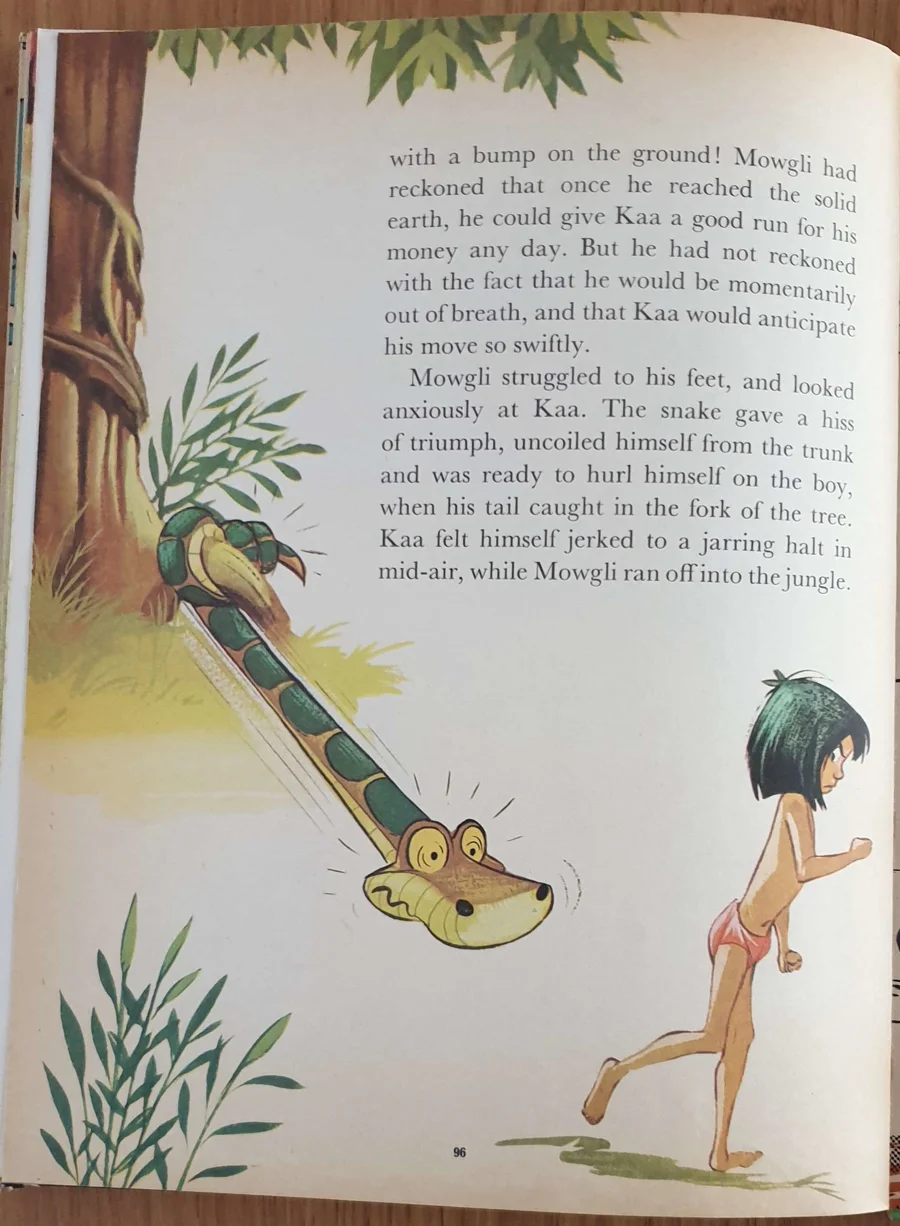 with a bump on the ground! Mowgli had
reckoned that once he reached the solid
earth, he could give Kaa a good run for his
money any day. But he had not reckoned
with the fact that he would be momentarily
out of breath, and that Kaa would anticipate
his move so swiftly.
Mowgli struggled to his feet, and looked
anxiously at Kaa. The snake gave a hiss
of triumph, uncoiled himself from the trunk
and was ready to hurl himself on the boy,
when his tail caught in the fork of the tree.
Kaa felt himself jerked to a jarring halt in
mid-air, while Mowgli ran off into the jungle.
96